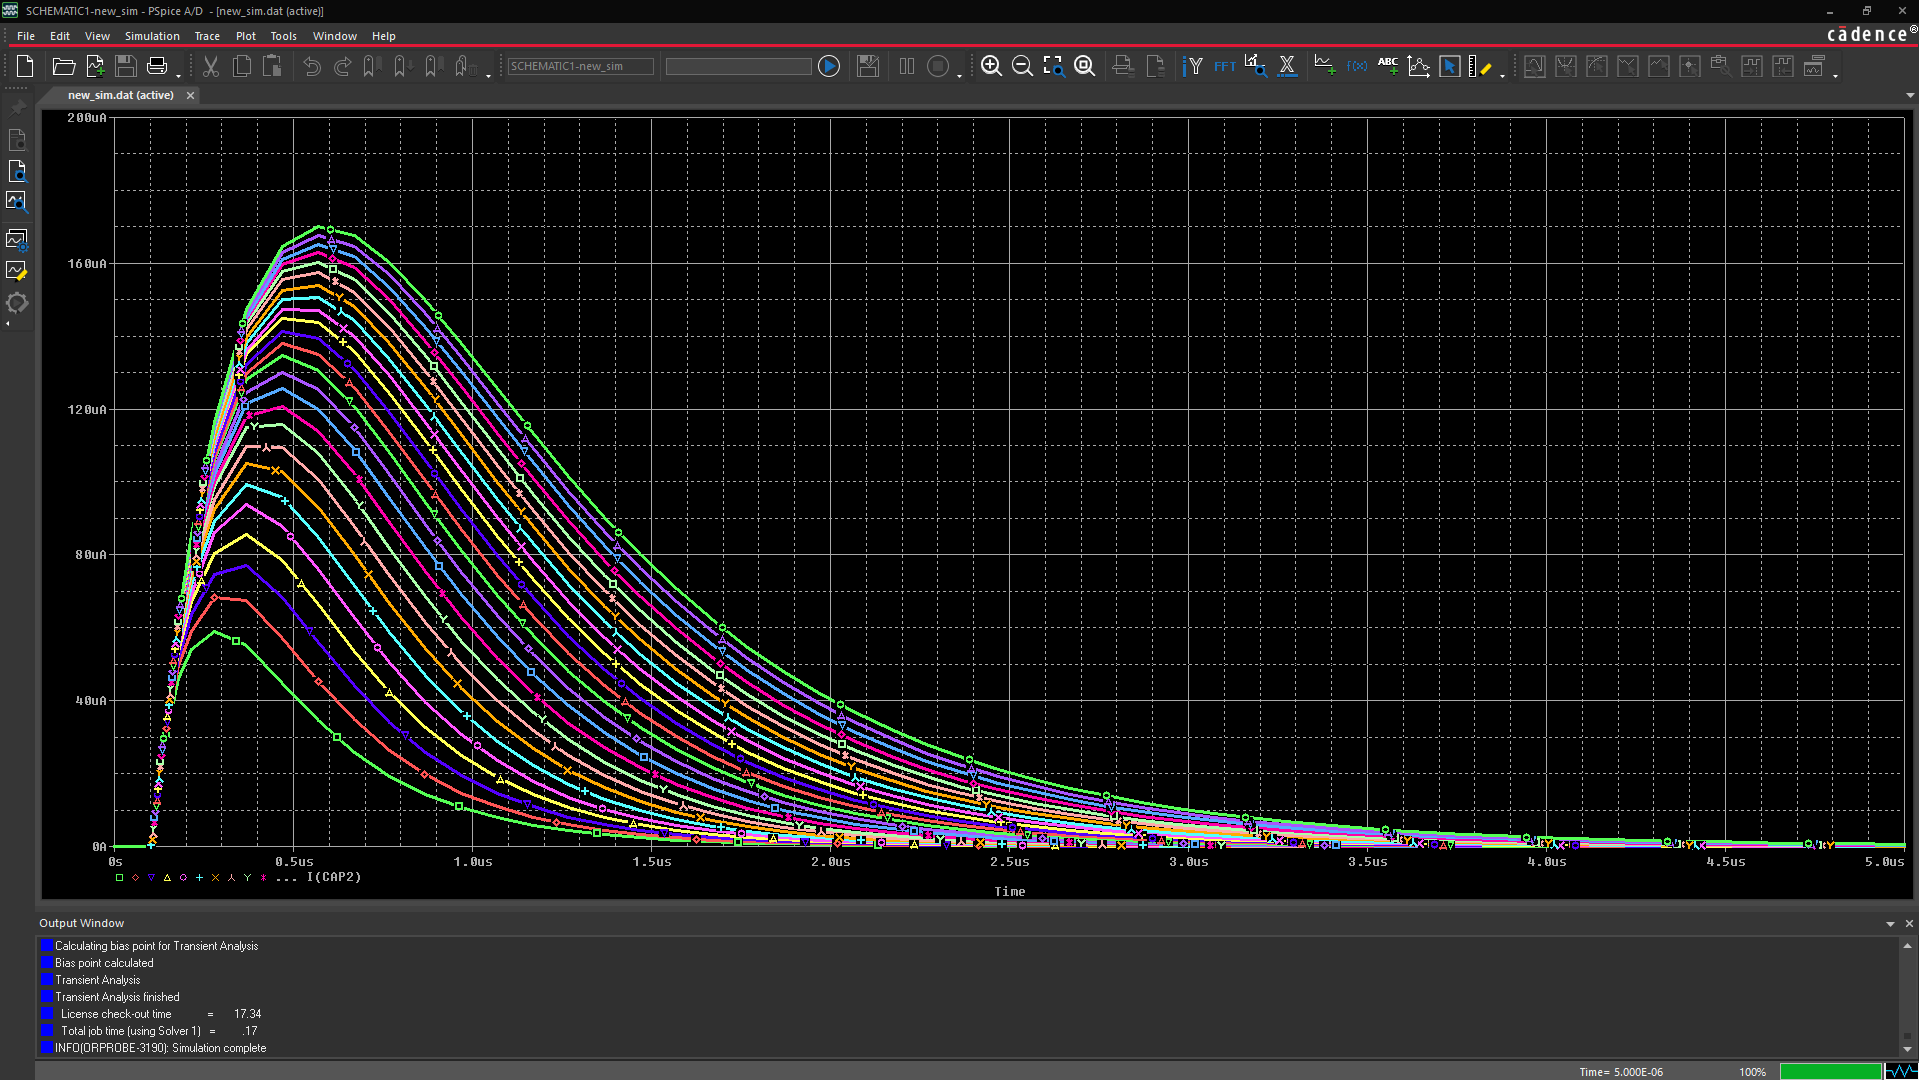 SCHEMATIC1-new_sim - PSpice A/D - [new_sim.dat (active)]
File Edit View Simulation Trace Plot Tools Window Help
cādence®
SCHEMATIC1-new_sim
FFT
f(x)
ABC
new_sim.dat (active)
200uA
160uA
120uA
80uA
40uA
0A
0s 0.5us 1.0us 1.5us 2.0us 2.5us 3.0us 3.5us 4.0us 4.5us 5.0us
... I(CAP2)
Time
Output Window
Calculating bias point for Transient Analysis
Bias point calculated
Transient Analysis
Transient Analysis finished
License check-out time = 17.34
Total job time (using Solver 1) = .17
INFO(ORPROBE-3190): Simulation complete
Time= 5.000E-06 100%